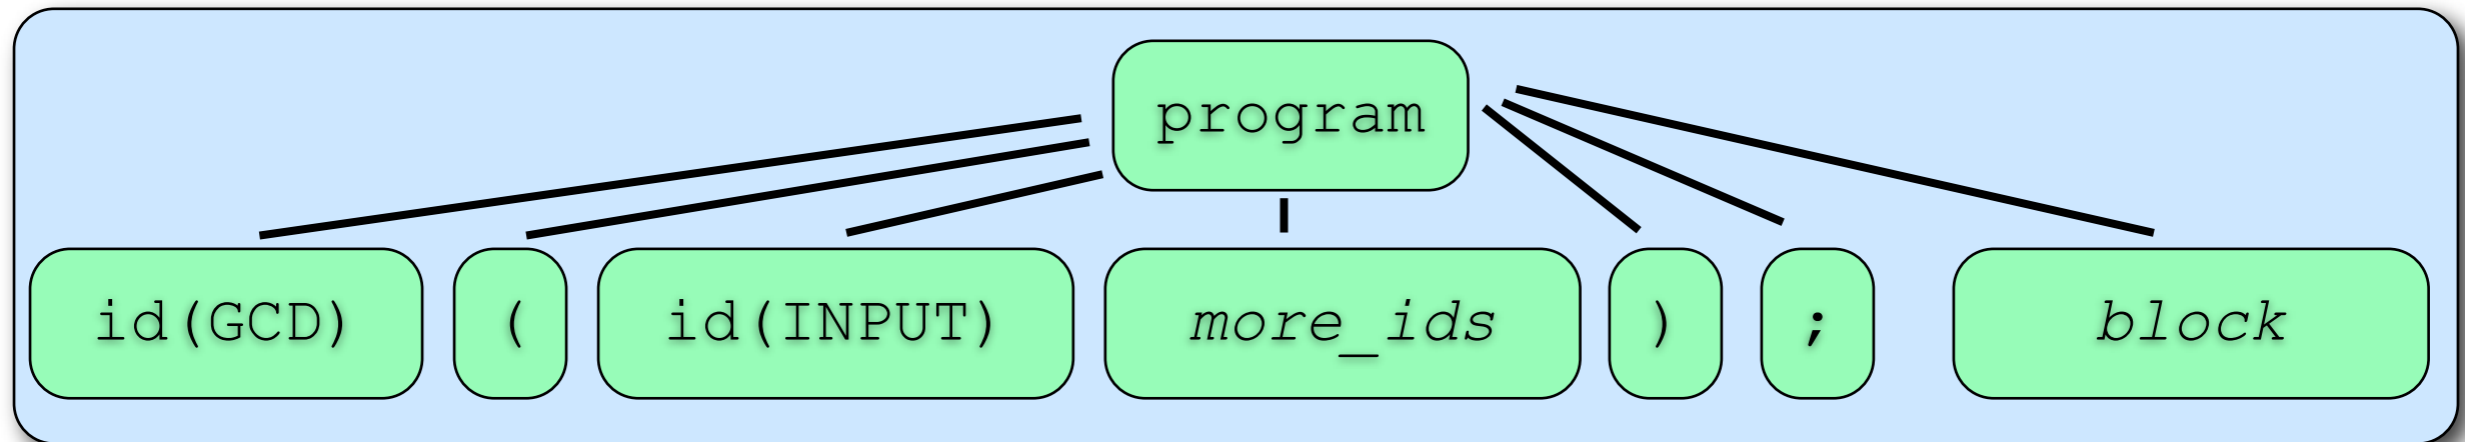 program
id(GCD) ( id(INPUT) more_ids ) ; block